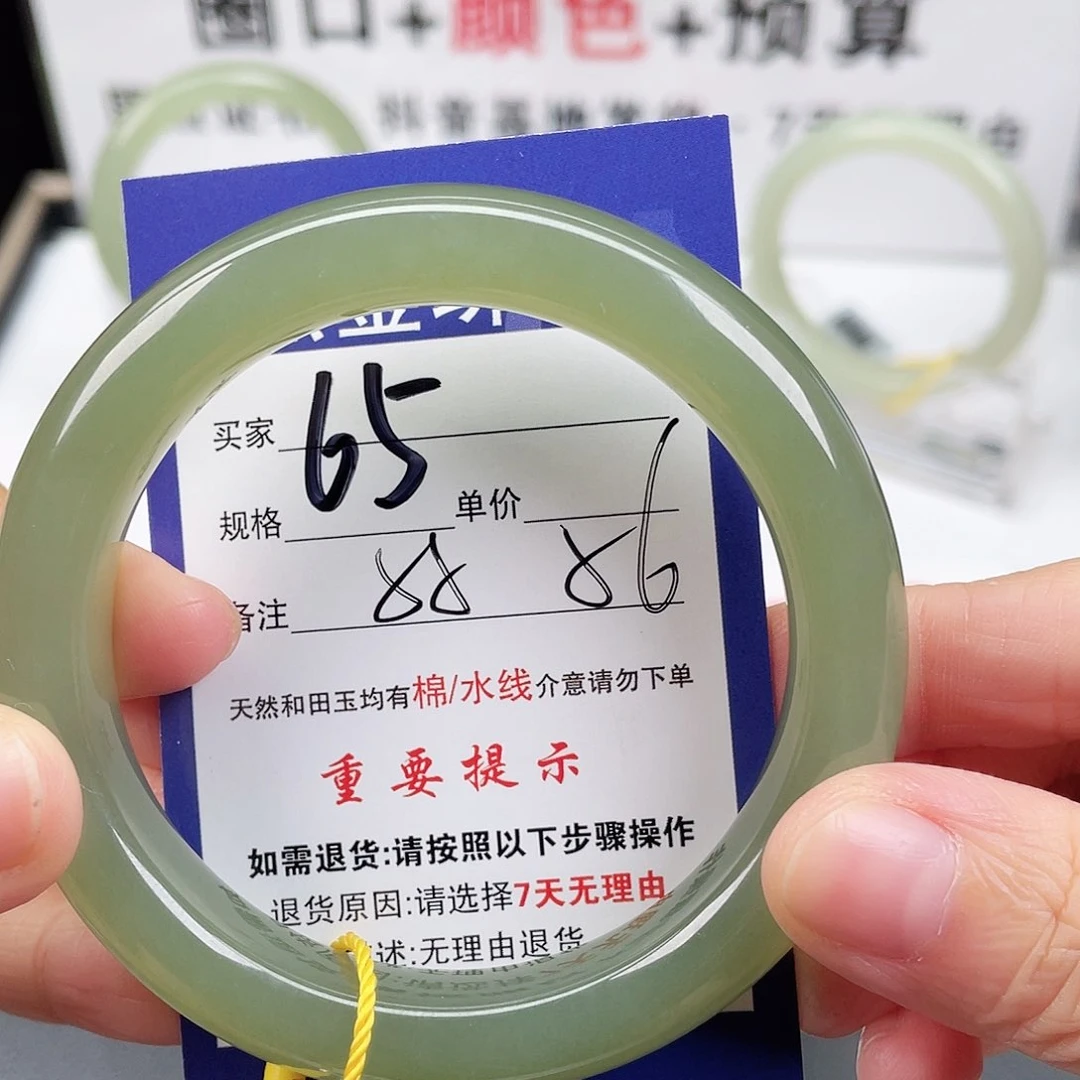 圈口+颜色+预算
买家 65
规格 单价
备注 88 86
天然和田玉均有棉/水线介意请勿下单
重要提示
如需退货:请按照以下步骤操作
退货原因:请选择7天无理由
述:无理由退货